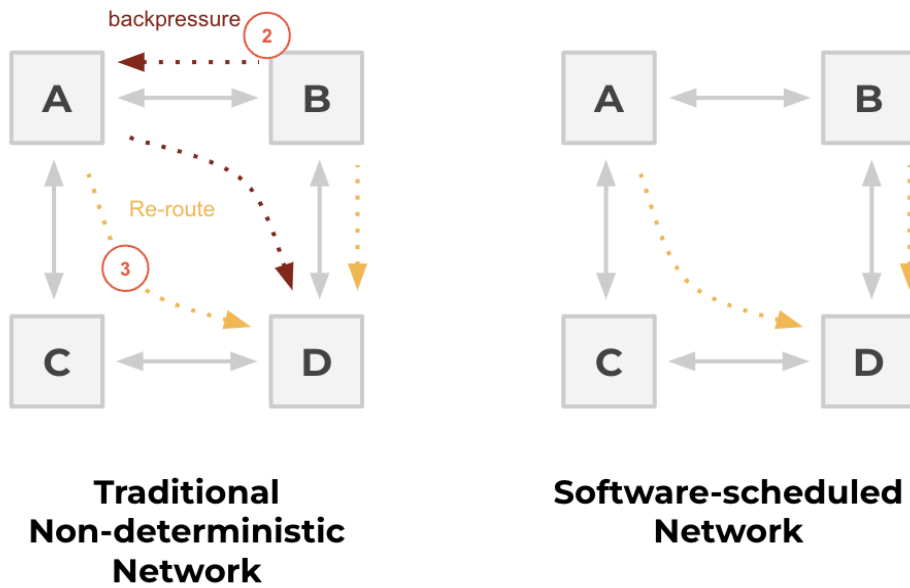 backpressure
2
A
B
A
B
Re-route
3
C
D
C
D
Traditional
Non-deterministic
Network
Software-scheduled
Network